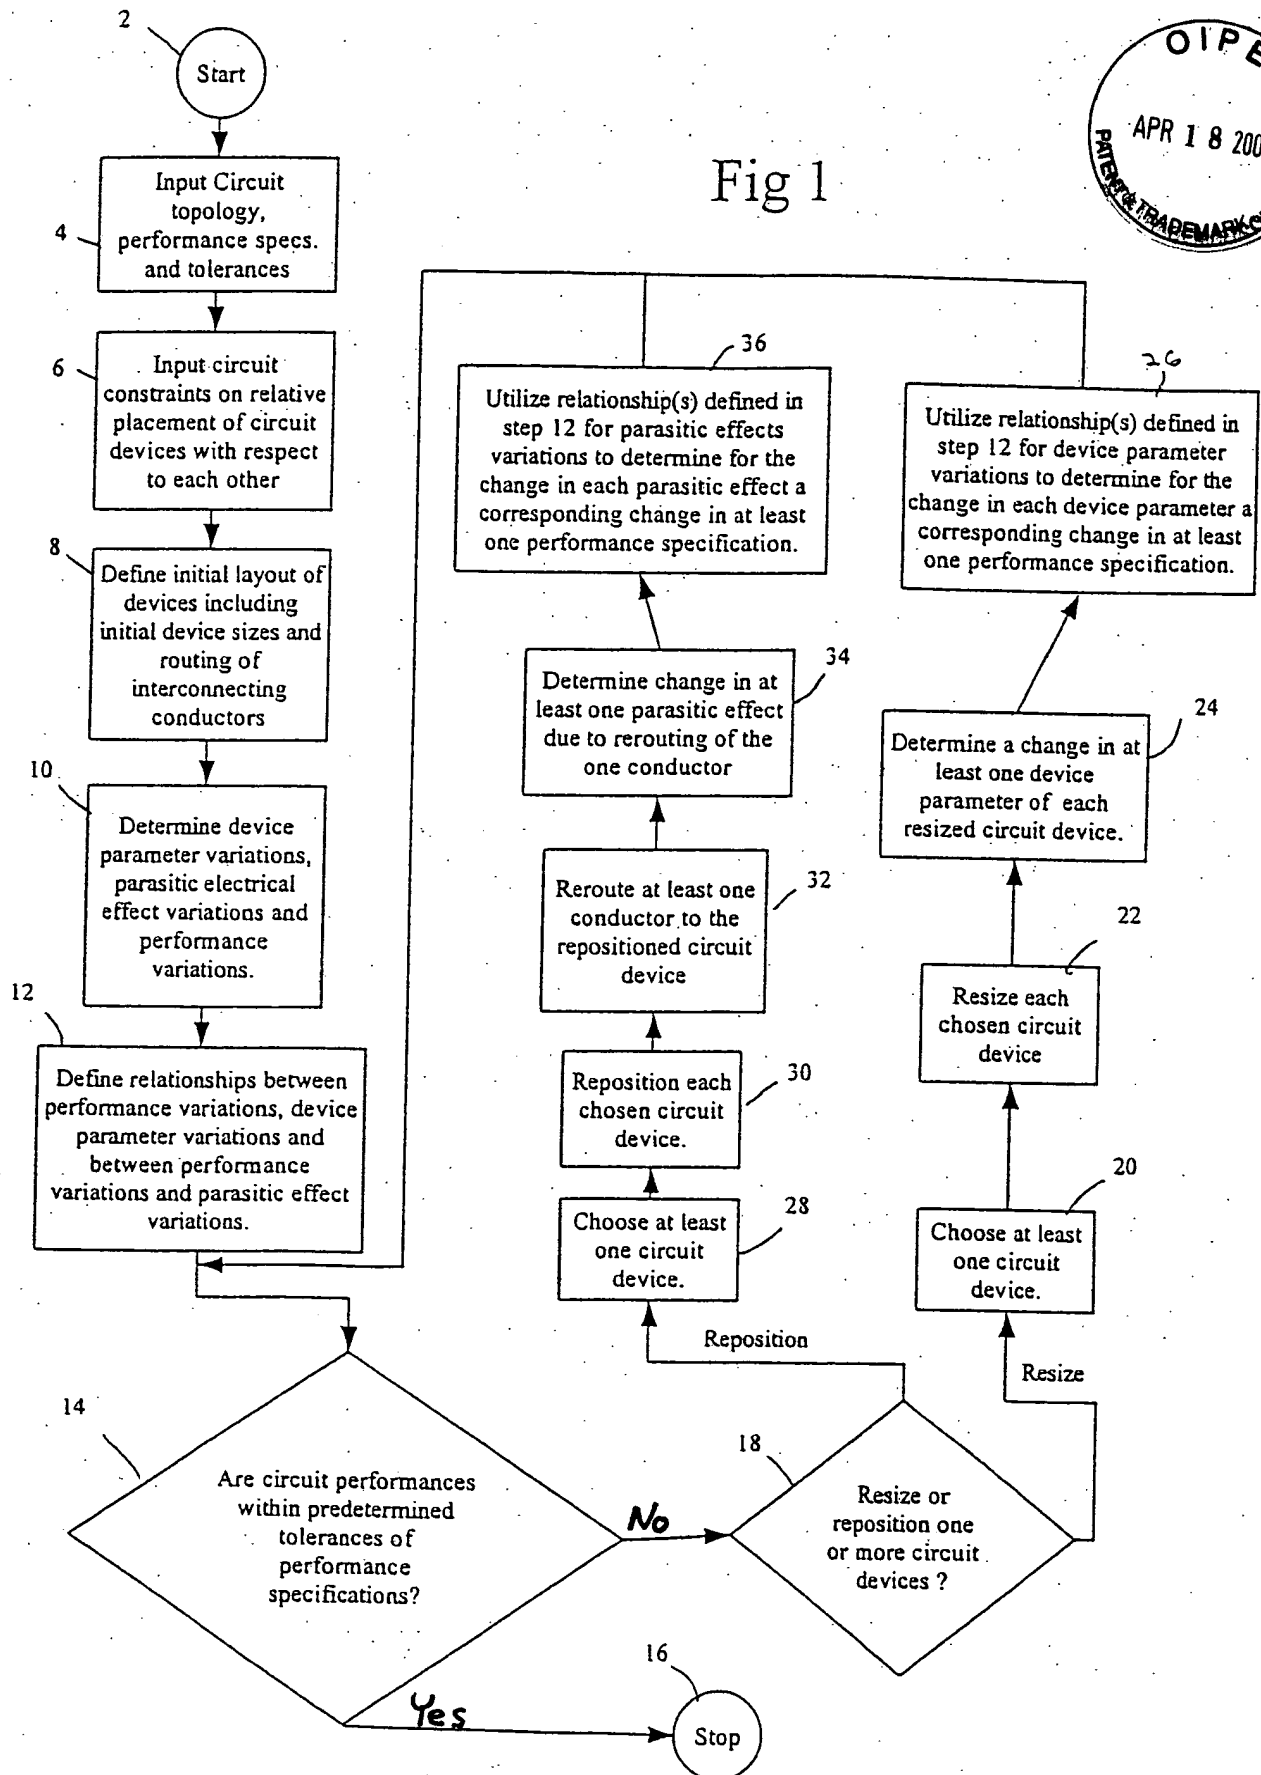 2
Start
OIPE
APR 18 200
PATENT & TRADEMARK
Fig 1
4
Input Circuit
topology,
performance specs.
and tolerances
6
Input circuit
constraints on relative
placement of circuit
devices with respect
to each other
8
Define initial layout of
devices including
initial device sizes and
routing of
interconnecting
conductors
10
Determine device
parameter variations,
parasitic electrical
effect variations and
performance
variations.
12
Define relationships between
performance variations, device
parameter variations and
between performance
variations and parasitic effect
variations.
14
Are circuit performances
within predetermined
tolerances of
performance
specifications?
No
Yes
16
Stop
18
Resize or
reposition one
or more circuit
devices ?
Reposition
Resize
28
Choose at least
one circuit
device.
30
Reposition each
chosen circuit
device.
32
Reroute at least one
conductor to the
repositioned circuit
device
34
Determine change in at
least one parasitic effect
due to rerouting of the
one conductor
36
Utilize relationship(s) defined in
step 12 for parasitic effects
variations to determine for the
change in each parasitic effect a
corresponding change in at least
one performance specification.
20
Choose at least
one circuit
device.
22
Resize each
chosen circuit
device
24
Determine a change in at
least one device
parameter of each
resized circuit device.
26
Utilize relationship(s) defined in
step 12 for device parameter
variations to determine for the
change in each device parameter a
corresponding change in at least
one performance specification.